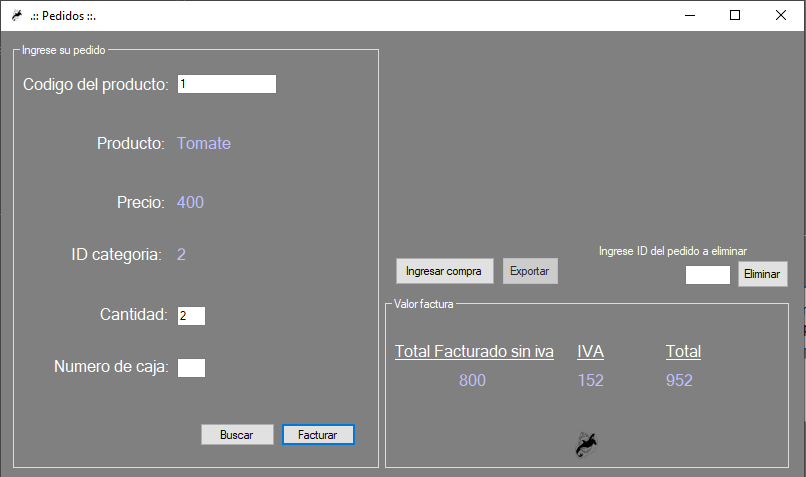 .:: Pedidos ::.
Ingrese su pedido
Codigo del producto: 1
Producto: Tomate
Precio: 400
ID categoria: 2
Cantidad: 2
Numero de caja:
Buscar Facturar
Ingrese ID del pedido a eliminar
Ingresar compra Exportar Eliminar
Valor factura
Total Facturado sin iva IVA Total
800 152 952